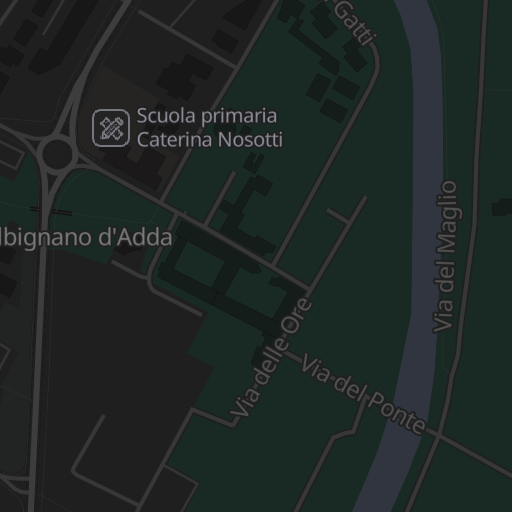 Gatti
Scuola primaria
Caterina Nosotti
lbignano d'Adda
Via del Maglio
Via delle Ore
Via del Ponte